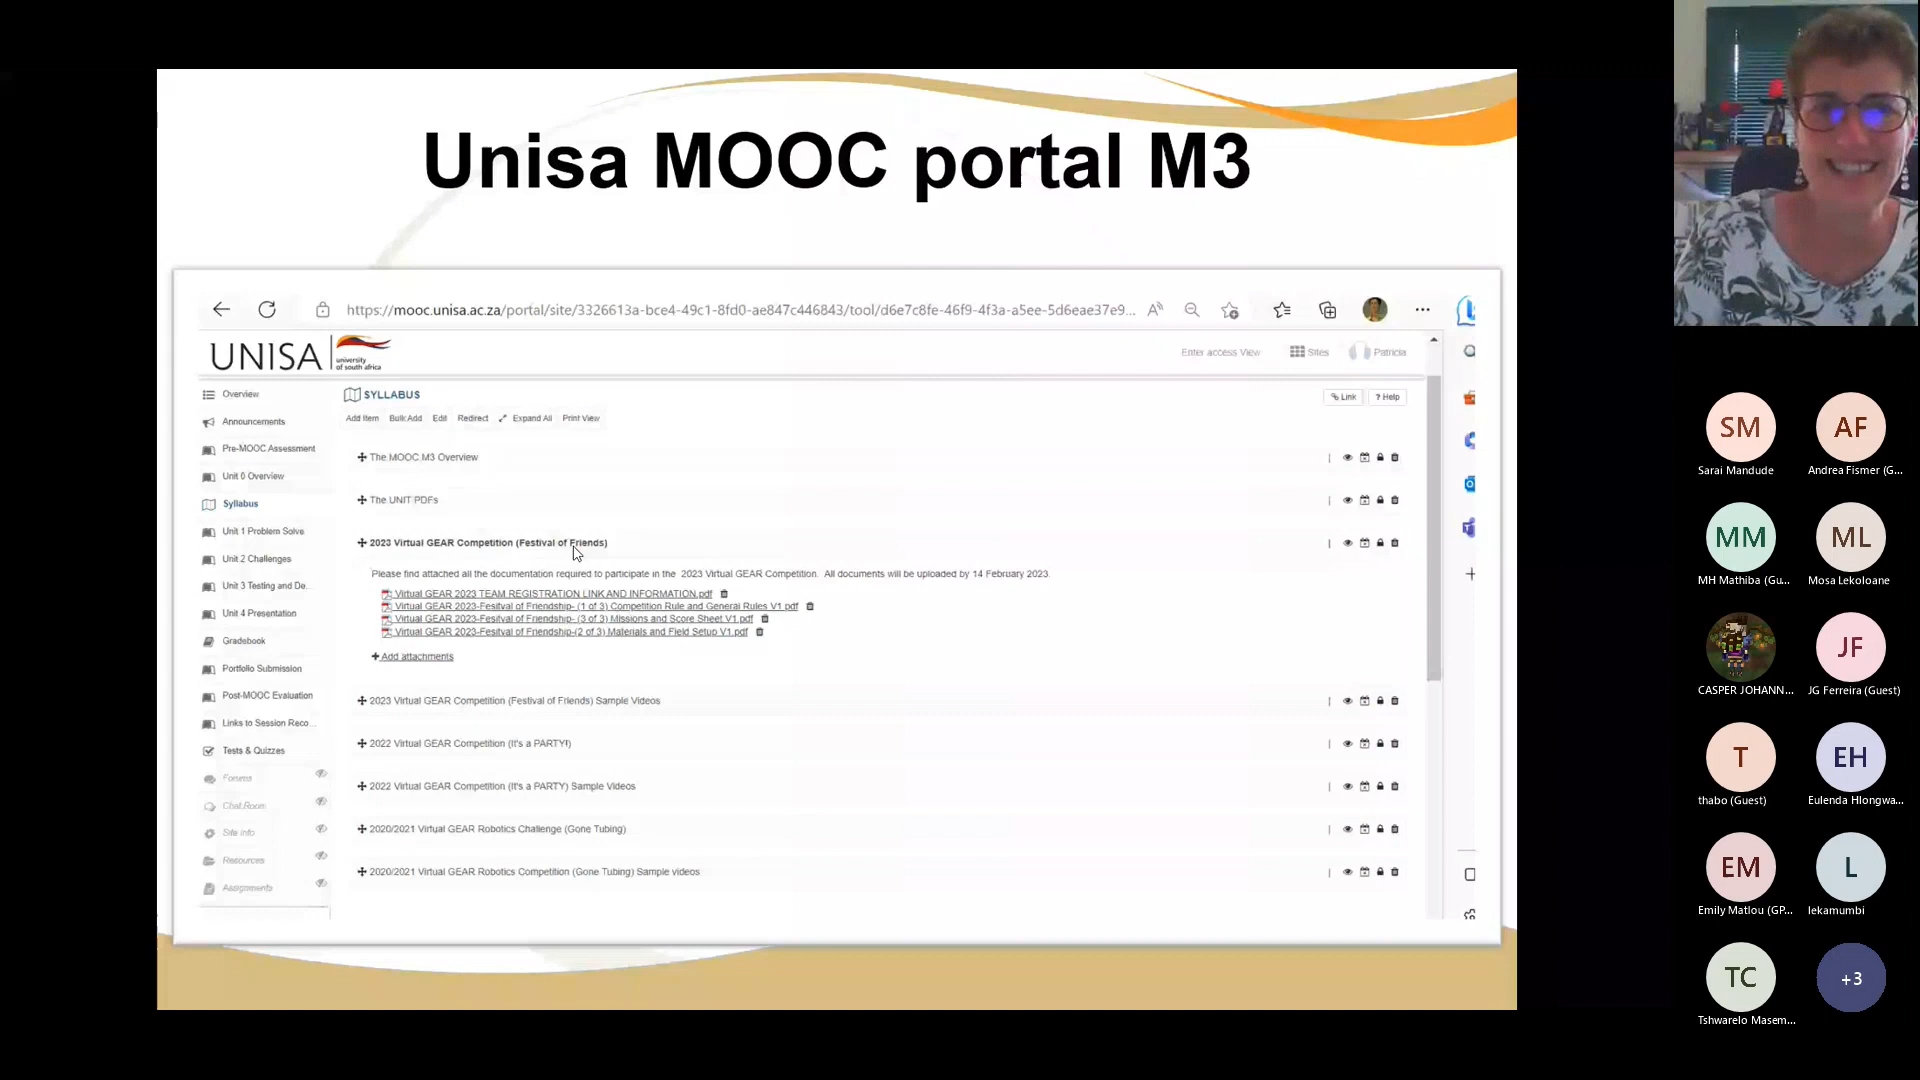 Unisa MOOC portal M3
https://mooc.unisa.ac.za/portal/site/3326613a-bce4-49c1-8fd0-ae847c446843/tool/d6e7c8fe-46f9-4f3a-a5ee-5d6eae37e9...
UNISA university of south africa
Enter access View
Sites
Patricia
Overview
Announcements
Pre-MOOC Assessment
Unit 0 Overview
Syllabus
Unit 1 Problem Solve
Unit 2 Challenges
Unit 3 Testing and De...
Unit 4 Presentation
Gradebook
Portfolio Submission
Post-MOOC Evaluation
Links to Session Reco...
Tests & Quizzes
Forums
Chat Room
Site Info
Resources
Assignments
SYLLABUS
Link
? Help
Add Item Bulk Add Edit Redirect Expand All Print View
The MOOC M3 Overview
The UNIT PDFs
2023 Virtual GEAR Competition (Festival of Friends)
Please find attached all the documentation required to participate in the 2023 Virtual GEAR Competition. All documents will be uploaded by 14 February 2023.
Virtual GEAR 2023 TEAM REGISTRATION LINK AND INFORMATION.pdf
Virtual GEAR 2023-Fesitval of Friendship- (1 of 3) Competition Rule and General Rules V1.pdf
Virtual GEAR 2023-Fesitval of Friendship- (3 of 3) Missions and Score Sheet V1.pdf
Virtual GEAR 2023-Fesitval of Friendship-(2 of 3) Materials and Field Setup V1.pdf
Add attachments
2023 Virtual GEAR Competition (Festival of Friends) Sample Videos
2022 Virtual GEAR Competition (It's a PARTY!)
2022 Virtual GEAR Competition (It's a PARTY) Sample Videos
2020/2021 Virtual GEAR Robotics Challenge (Gone Tubing)
2020/2021 Virtual GEAR Robotics Competition (Gone Tubing) Sample videos
SM
Sarai Mandude
AF
Andrea Fismer (G...
MM
MH Mathiba (Gu...
ML
Mosa Lekoloane
CASPER JOHANN...
JF
JG Ferreira (Guest)
T
thabo (Guest)
EH
Eulenda Hlongwa...
EM
Emily Matlou (GP...
L
lekamumbi
TC
Tshwarelo Masem...
+3